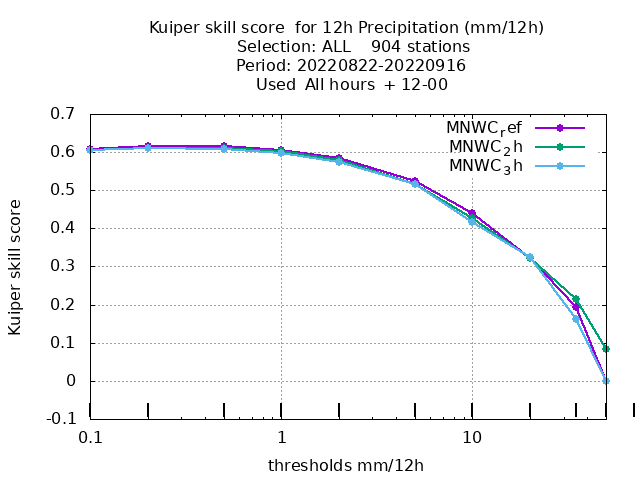 Kuiper skill score  for 12h Precipitation (mm/12h)
Selection: ALL    904 stations
Period: 20220822-20220916
Used  All hours  + 12-00
MNWC_ref
MNWC_2h
MNWC_3h
Kuiper skill score
0.7
0.6
0.5
0.4
0.3
0.2
0.1
0
-0.1
0.1 1 10
thresholds mm/12h